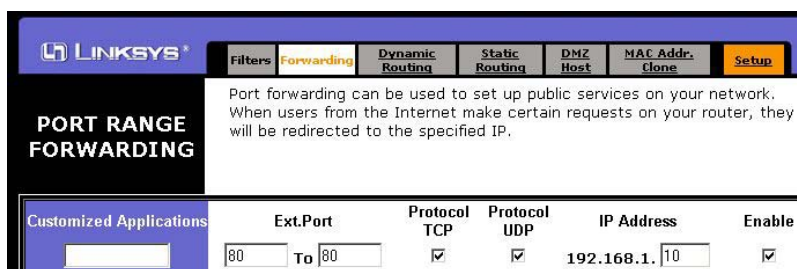 LINKSYS®
Filters Forwarding Dynamic Routing Static Routing DMZ Host MAC Addr. Clone Setup
PORT RANGE
FORWARDING
Port forwarding can be used to set up public services on your network.
When users from the Internet make certain requests on your router, they
will be redirected to the specified IP.
Customized Applications Ext.Port Protocol TCP Protocol UDP IP Address Enable
80 To 80 192.168.1. 10